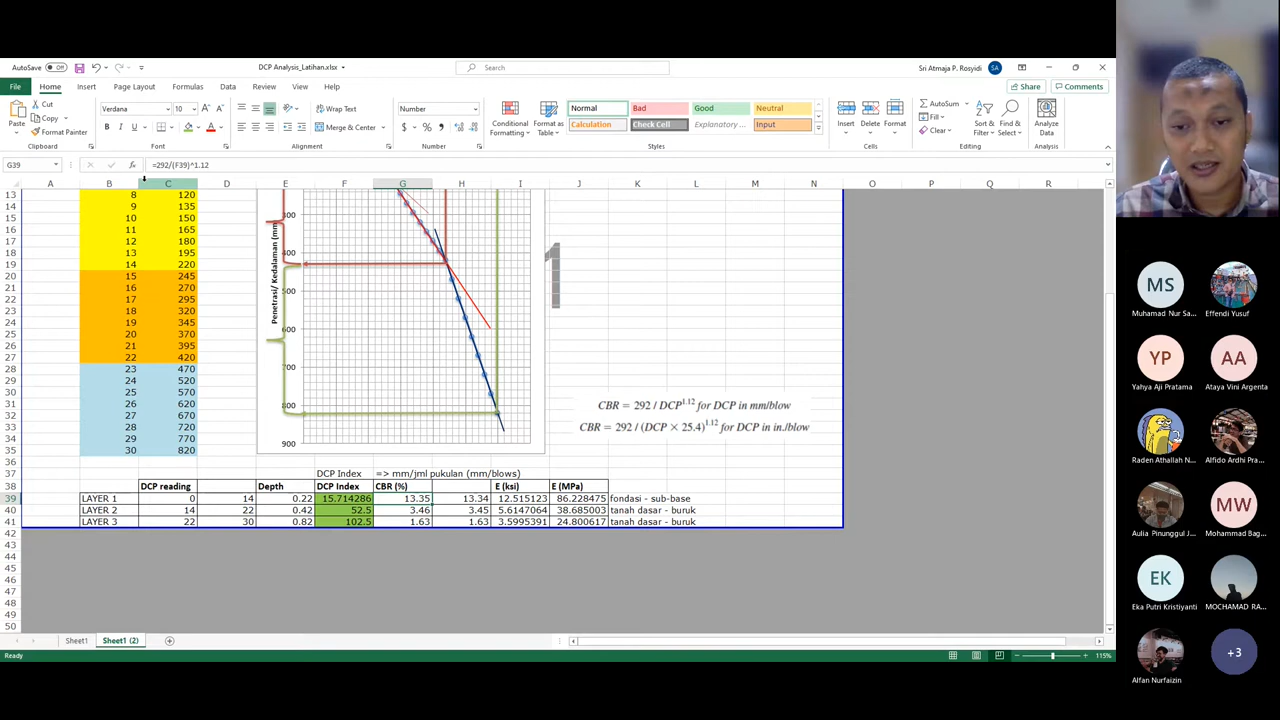 AutoSave Off
DCP Analysis_Latihan.xlsx
Search
Sri Atmaja P. Rosyidi SA
File Home Insert Page Layout Formulas Data Review View Help
Share Comments
Paste
Cut
Copy
Format Painter
Clipboard
Verdana 10
B I U
Font
Wrap Text
Merge & Center
Alignment
Number
$ % ,
Number
Conditional Formatting
Format as Table
Normal Bad Good Neutral
Calculation Check Cell Explanatory ... Input
Styles
Insert Delete Format
Cells
AutoSum
Fill
Clear
Sort & Filter
Find & Select
Editing
Analyze Data
Analysis
G39 fx =292/(F39)^1.12
A B C D E F G H I J K L M N O P Q R
13 8 120
14 9 135
15 10 150
16 11 165
17 12 180
18 13 195
19 14 220
20 15 245
21 16 270
22 17 295
23 18 320
24 19 345
25 20 370
26 21 395
27 22 420
28 23 470
29 24 520
30 25 570
31 26 620
32 27 670
33 28 720
34 29 770
35 30 820
36
Penetrasi/ Kedalaman (mm
300
400
500
600
700
800
900
1
CBR = 292 / DCP^1.12 for DCP in mm/blow
CBR = 292 / (DCP × 25.4)^1.12 for DCP in in./blow
37 DCP Index => mm/jml pukulan (mm/blows)
38 DCP reading Depth DCP Index CBR (%) E (ksi) E (MPa)
39 LAYER 1 0 14 0.22 15.714286 13.35 13.34 12.515123 86.228475 fondasi - sub-base
40 LAYER 2 14 22 0.42 52.5 3.46 3.45 5.6147064 38.685003 tanah dasar - buruk
41 LAYER 3 22 30 0.82 102.5 1.63 1.63 3.5995391 24.800617 tanah dasar - buruk
42
43
44
45
46
47
48
49
50
Sheet1 Sheet1 (2)
Ready
115%
MS
Muhamad Nur Sa...
Effendi Yusuf
YP
Yahya Aji Pratama
AA
Ataya Vini Argenta
Raden Athallah N...
Alfido Ardhi Pra...
Aulia Pinunggul J...
MW
Mohammad Bag...
EK
Eka Putri Kristiyanti
MOCHAMAD RA...
Alfan Nurfaizin
+3